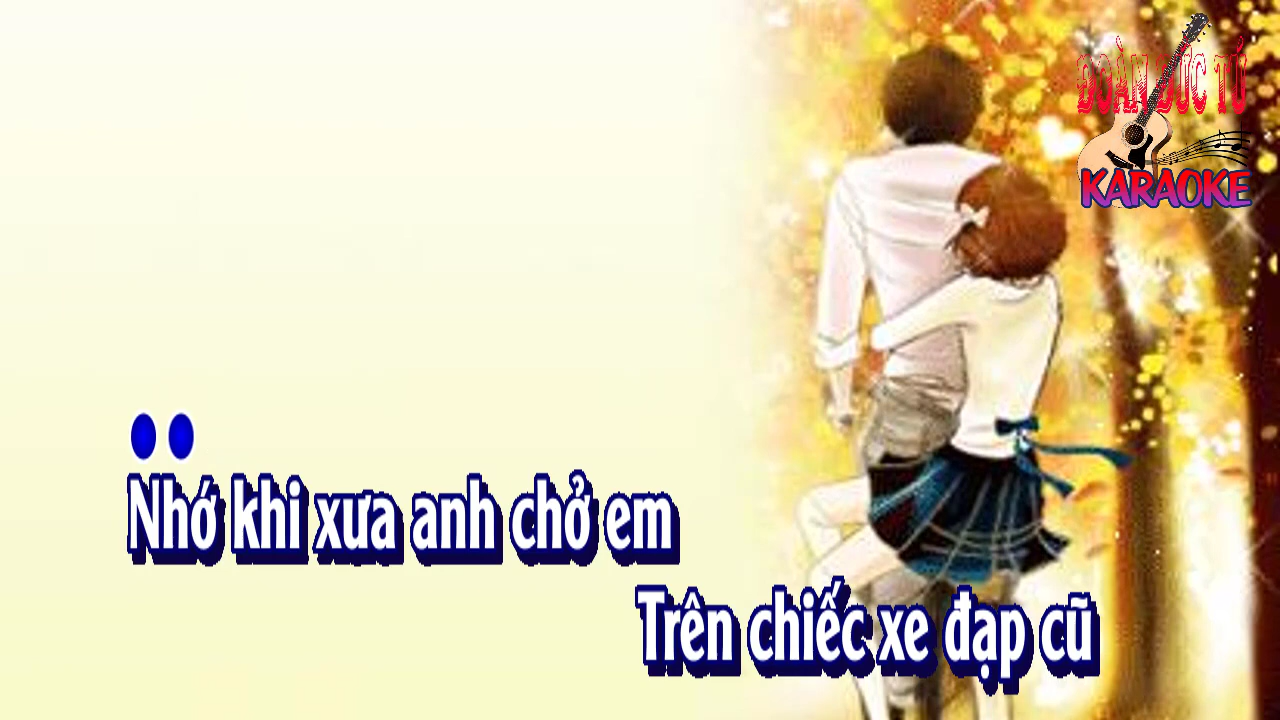 ĐOÀN ĐỨC TÚ
KARAOKE
Nhớ khi xưa anh chở em
Trên chiếc xe đạp cũ